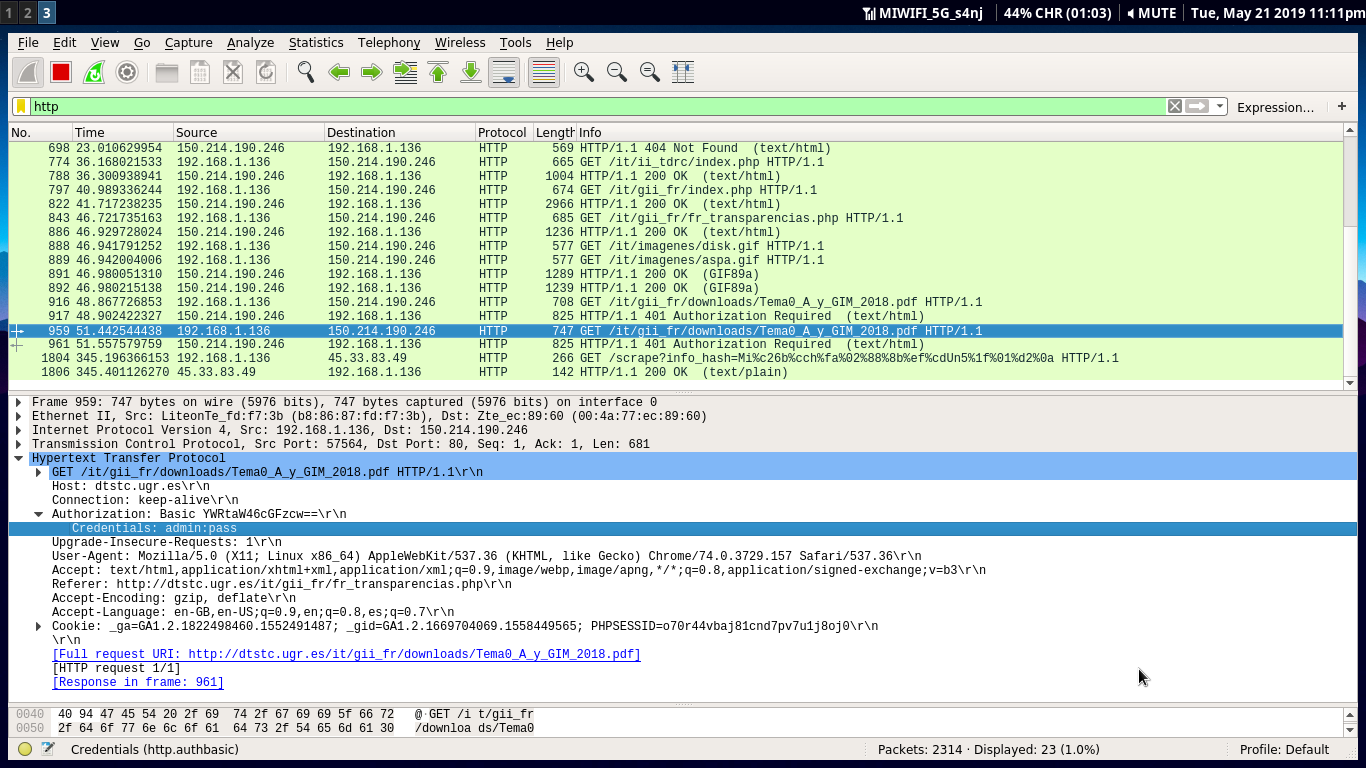 1 2 3 MIWIFI_5G_s4nj 44% CHR (01:03) MUTE Tue, May 21 2019 11:11pm
File Edit View Go Capture Analyze Statistics Telephony Wireless Tools Help
http Expression... +
No. Time Source Destination Protocol Length Info
698 23.010629954 150.214.190.246 192.168.1.136 HTTP 569 HTTP/1.1 404 Not Found (text/html)
774 36.168021533 192.168.1.136 150.214.190.246 HTTP 665 GET /it/ii_tdrc/index.php HTTP/1.1
788 36.300938941 150.214.190.246 192.168.1.136 HTTP 1004 HTTP/1.1 200 OK (text/html)
797 40.989336244 192.168.1.136 150.214.190.246 HTTP 674 GET /it/gii_fr/index.php HTTP/1.1
822 41.717238235 150.214.190.246 192.168.1.136 HTTP 2966 HTTP/1.1 200 OK (text/html)
843 46.721735163 192.168.1.136 150.214.190.246 HTTP 685 GET /it/gii_fr/fr_transparencias.php HTTP/1.1
886 46.929728024 150.214.190.246 192.168.1.136 HTTP 1236 HTTP/1.1 200 OK (text/html)
888 46.941791252 192.168.1.136 150.214.190.246 HTTP 577 GET /it/imagenes/disk.gif HTTP/1.1
889 46.942004006 192.168.1.136 150.214.190.246 HTTP 577 GET /it/imagenes/aspa.gif HTTP/1.1
891 46.980051310 150.214.190.246 192.168.1.136 HTTP 1289 HTTP/1.1 200 OK (GIF89a)
892 46.980215138 150.214.190.246 192.168.1.136 HTTP 1239 HTTP/1.1 200 OK (GIF89a)
916 48.867726853 192.168.1.136 150.214.190.246 HTTP 708 GET /it/gii_fr/downloads/Tema0_A_y_GIM_2018.pdf HTTP/1.1
917 48.902422327 150.214.190.246 192.168.1.136 HTTP 825 HTTP/1.1 401 Authorization Required (text/html)
959 51.442544438 192.168.1.136 150.214.190.246 HTTP 747 GET /it/gii_fr/downloads/Tema0_A_y_GIM_2018.pdf HTTP/1.1
961 51.557579759 150.214.190.246 192.168.1.136 HTTP 825 HTTP/1.1 401 Authorization Required (text/html)
1804 345.196366153 192.168.1.136 45.33.83.49 HTTP 266 GET /scrape?info_hash=Mi%c26b%cch%fa%02%88%8b%ef%cdUn5%1f%01%d2%0a HTTP/1.1
1806 345.401126270 45.33.83.49 192.168.1.136 HTTP 142 HTTP/1.1 200 OK (text/plain)
Frame 959: 747 bytes on wire (5976 bits), 747 bytes captured (5976 bits) on interface 0
Ethernet II, Src: LiteonTe_fd:f7:3b (b8:86:87:fd:f7:3b), Dst: Zte_ec:89:60 (00:4a:77:ec:89:60)
Internet Protocol Version 4, Src: 192.168.1.136, Dst: 150.214.190.246
Transmission Control Protocol, Src Port: 57564, Dst Port: 80, Seq: 1, Ack: 1, Len: 681
Hypertext Transfer Protocol
GET /it/gii_fr/downloads/Tema0_A_y_GIM_2018.pdf HTTP/1.1\r\n
Host: dtstc.ugr.es\r\n
Connection: keep-alive\r\n
Authorization: Basic YWRtaW46cGFzcw==\r\n
Credentials: admin:pass
Upgrade-Insecure-Requests: 1\r\n
User-Agent: Mozilla/5.0 (X11; Linux x86_64) AppleWebKit/537.36 (KHTML, like Gecko) Chrome/74.0.3729.157 Safari/537.36\r\n
Accept: text/html,application/xhtml+xml,application/xml;q=0.9,image/webp,image/apng,*/*;q=0.8,application/signed-exchange;v=b3\r\n
Referer: http://dtstc.ugr.es/it/gii_fr/fr_transparencias.php\r\n
Accept-Encoding: gzip, deflate\r\n
Accept-Language: en-GB,en-US;q=0.9,en;q=0.8,es;q=0.7\r\n
Cookie: _ga=GA1.2.1822498460.1552491487; _gid=GA1.2.1669704069.1558449565; PHPSESSID=o70r44vbaj81cnd7pv7u1j8oj0\r\n
\r\n
[Full request URI: http://dtstc.ugr.es/it/gii_fr/downloads/Tema0_A_y_GIM_2018.pdf]
[HTTP request 1/1]
[Response in frame: 961]
0040 40 94 47 45 54 20 2f 69 74 2f 67 69 69 5f 66 72 @·GET /i t/gii_fr
0050 2f 64 6f 77 6e 6c 6f 61 64 73 2f 54 65 6d 61 30 /downloa ds/Tema0
Credentials (http.authbasic) Packets: 2314 · Displayed: 23 (1.0%) Profile: Default